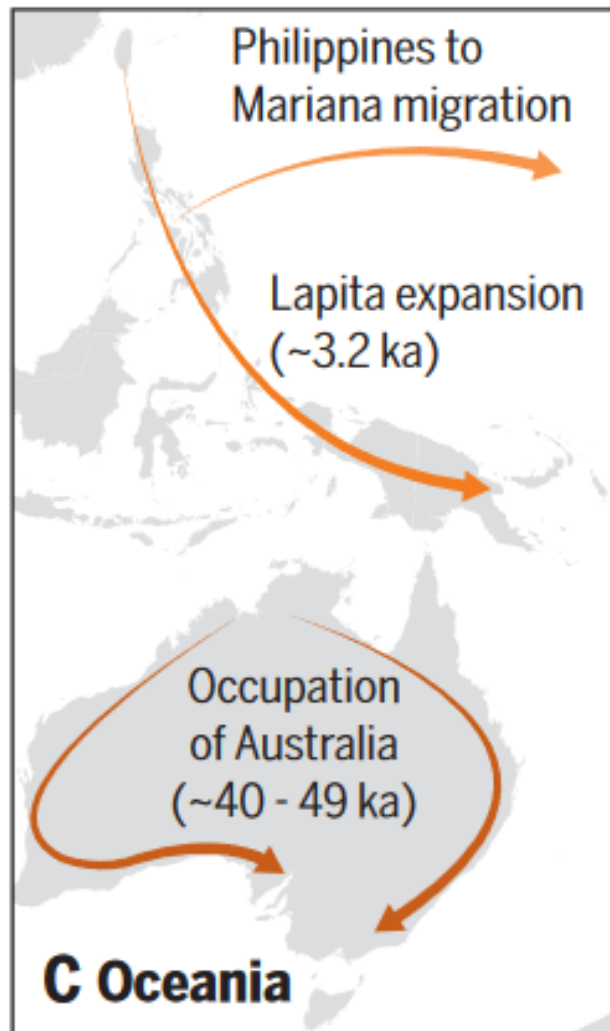 Philippines to
Mariana migration
Lapita expansion
(~3.2 ka)
Occupation
of Australia
(~40 - 49 ka)
C Oceania